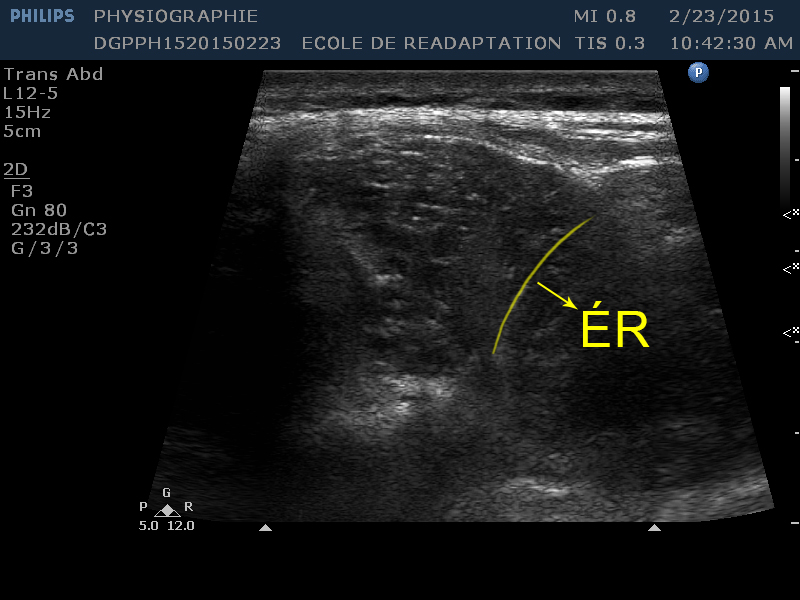 PHILIPS PHYSIOGRAPHIE MI 0.8 2/23/2015
DGPPH1520150223 ECOLE DE READAPTATION TIS 0.3 10:42:30 AM
Trans Abd
L12-5
15Hz
5cm
2D
F3
Gn 80
232dB/C3
G/3/3
P
ÉR
G
P R
5.0 12.0